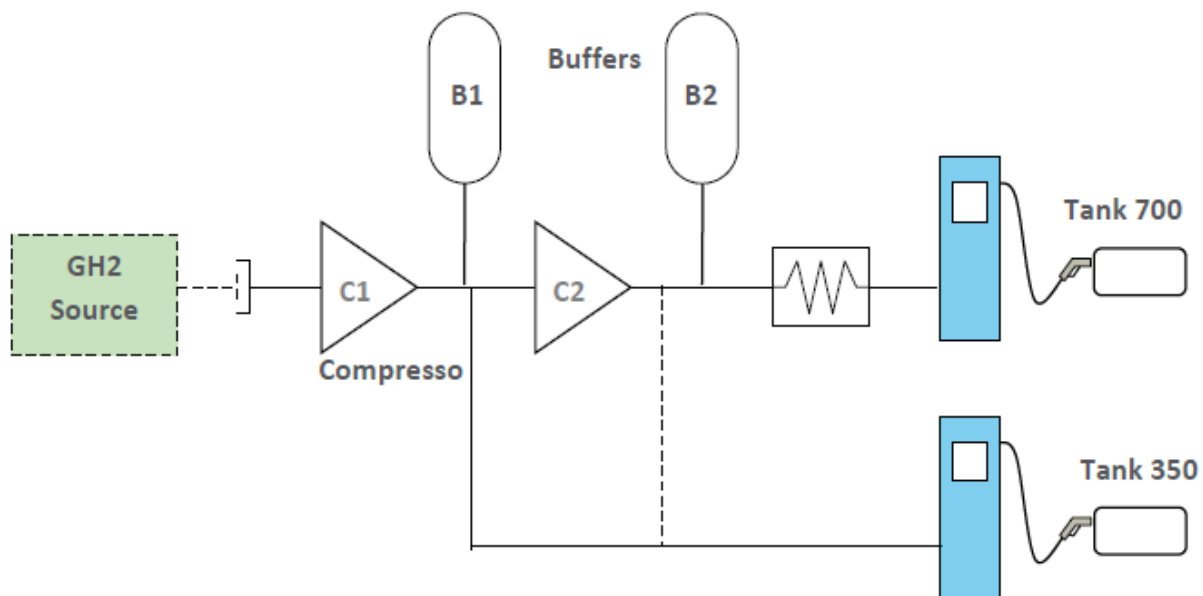 Buffers
B1
B2
Tank 700
GH2
Source
C1
C2
Compresso
Tank 350